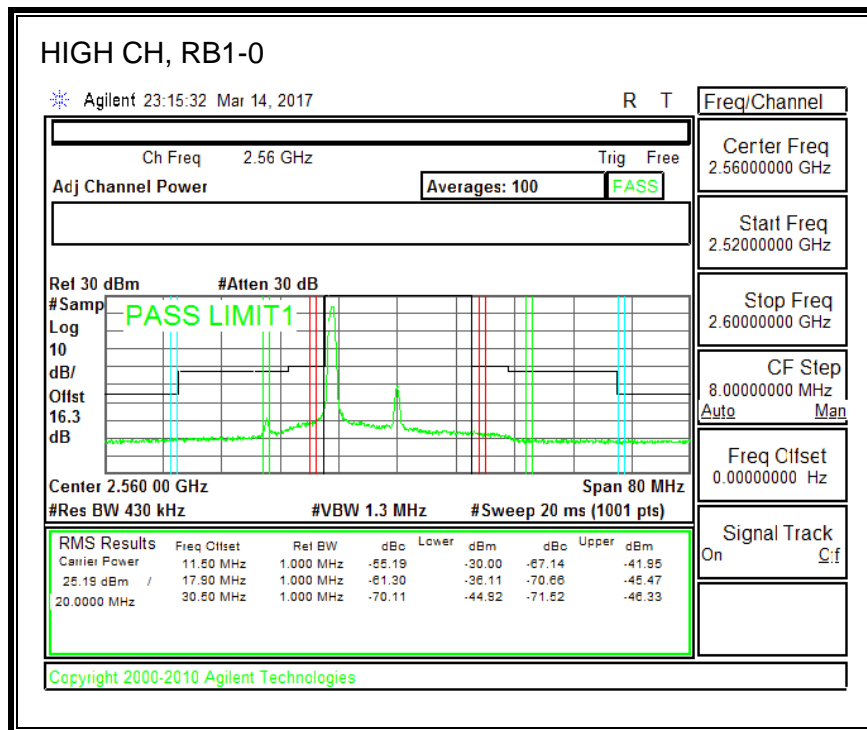 HIGH CH, RB1-0
Agilent 23:15:32 Mar 14, 2017 R T
Freq/Channel
Ch Freq 2.56 GHz Trig Free
Adj Channel Power Averages: 100 PASS
Center Freq
2.56000000 GHz
Start Freq
2.52000000 GHz
Stop Freq
2.60000000 GHz
CF Step
8.00000000 MHz
Auto Man
Freq Offset
0.00000000 Hz
Signal Track
On Off
Ref 30 dBm #Atten 30 dB
#Samp
Log
10
dB/
Offst
16.3
dB
PASS LIMIT1
Center 2.560 00 GHz Span 80 MHz
#Res BW 430 kHz #VBW 1.3 MHz #Sweep 20 ms (1001 pts)
RMS Results Freq Offset Ref BW dBc Lower dBm dBc Upper dBm
Carrier Power 11.50 MHz 1.000 MHz -55.19 -30.00 -67.14 -41.95
25.19 dBm / 17.90 MHz 1.000 MHz -61.30 -36.11 -70.66 -45.47
20.0000 MHz 30.50 MHz 1.000 MHz -70.11 -44.92 -71.52 -46.33
Copyright 2000-2010 Agilent Technologies